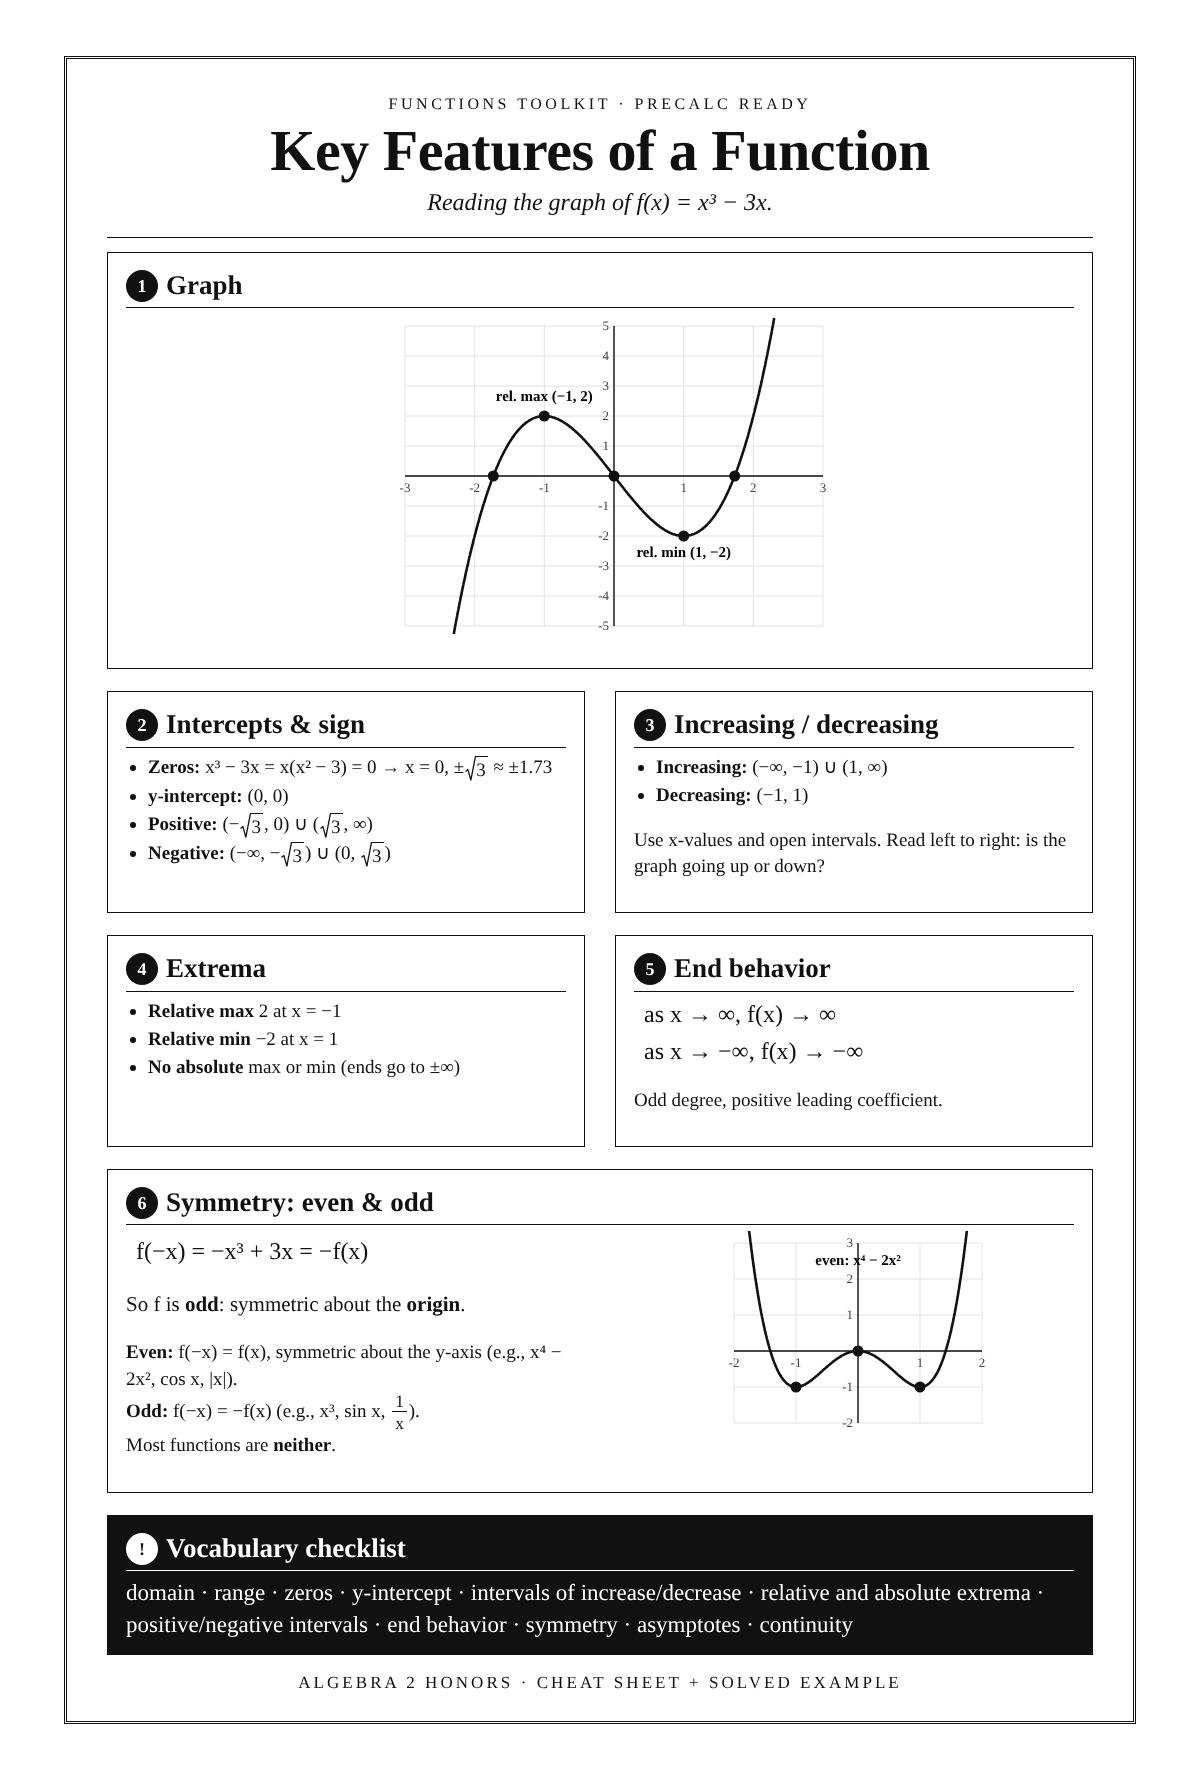 FUNCTIONS TOOLKIT · PRECALC READY
Key Features of a Function
Reading the graph of f(x) = x³ − 3x.
1 Graph
5
4
3
rel. max (−1, 2)
2
1
-3 -2 -1 1 2 3
-1
-2
rel. min (1, −2)
-3
-4
-5
2 Intercepts & sign
• Zeros: x³ − 3x = x(x² − 3) = 0 → x = 0, ±√3 ≈ ±1.73
• y-intercept: (0, 0)
• Positive: (−√3, 0) ∪ (√3, ∞)
• Negative: (−∞, −√3) ∪ (0, √3)
3 Increasing / decreasing
• Increasing: (−∞, −1) ∪ (1, ∞)
• Decreasing: (−1, 1)
Use x-values and open intervals. Read left to right: is the
graph going up or down?
4 Extrema
• Relative max 2 at x = −1
• Relative min −2 at x = 1
• No absolute max or min (ends go to ±∞)
5 End behavior
as x → ∞, f(x) → ∞
as x → −∞, f(x) → −∞
Odd degree, positive leading coefficient.
6 Symmetry: even & odd
f(−x) = −x³ + 3x = −f(x)
So f is odd: symmetric about the origin.
Even: f(−x) = f(x), symmetric about the y-axis (e.g., x⁴ −
2x², cos x, |x|).
Odd: f(−x) = −f(x) (e.g., x³, sin x, 1/x).
Most functions are neither.
3
even: x⁴ − 2x²
2
1
-2 -1 1 2
-1
-2
! Vocabulary checklist
domain · range · zeros · y-intercept · intervals of increase/decrease · relative and absolute extrema ·
positive/negative intervals · end behavior · symmetry · asymptotes · continuity
ALGEBRA 2 HONORS · CHEAT SHEET + SOLVED EXAMPLE